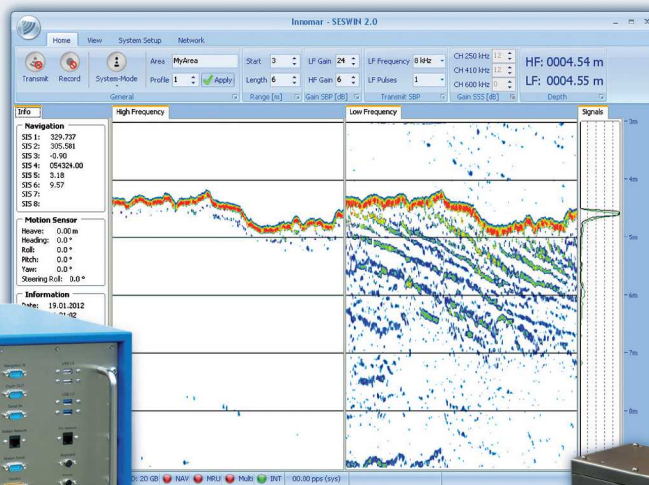 Innomar - SESWIN 2.0
Home View System Setup Network
Transmit Record System-Mode
Area MyArea
Profile 1 Apply
General
Start 3
Length 6
Range [m]
LF Gain 24
HF Gain 6
Gain SBP [dB]
LF Frequency 8 kHz
LF Pulses 1
Transmit SBP
CH 250 kHz 12
CH 410 kHz 12
CH 600 kHz 0
Gain SSS [dB]
HF: 0004.54 m
LF: 0004.55 m
Depth
Info
Navigation
SIS 1: 329.737
SIS 2: 305.581
SIS 3: -0.90
SIS 4: 054324.00
SIS 5: 3.18
SIS 6: 9.57
SIS 7:
SIS 8:
Motion Sensor
Heave: 0.00 m
Heading: 0.0 °
Roll: 0.0 °
Pitch: 0.0 °
Yaw: 0.0 °
Steering Roll: 0.0 °
Information
Date: 19.01.2012
High Frequency
Low Frequency
Signals
3m
4m
5m
6m
7m
8m
20 GB NAV MRU Multi INT 00.00 pps (sys)